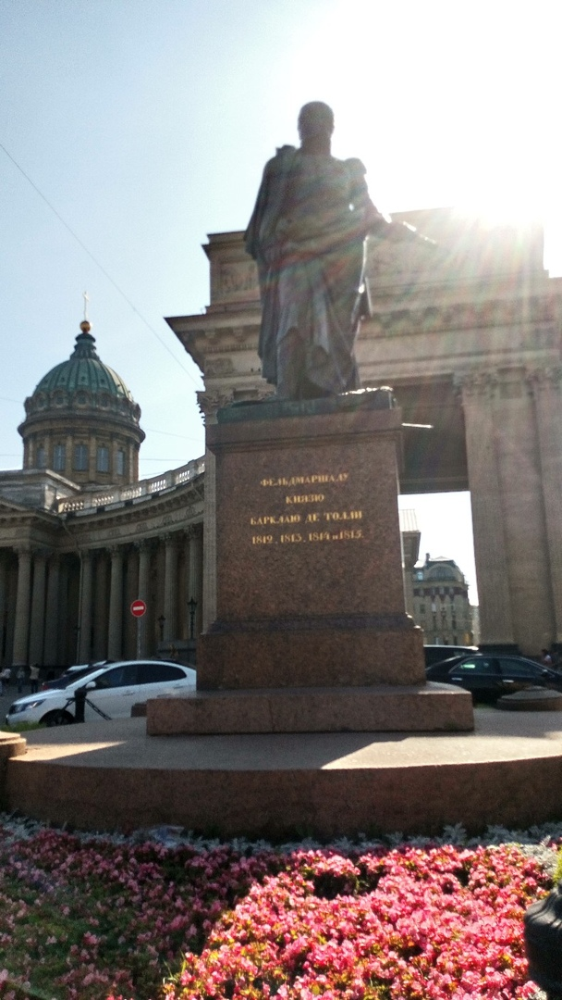 ФЕЛЬДМАРШАЛУ
КНЯЗЮ
БАРКЛАЮ ДЕ ТОЛЛИ
1812, 1813, 1814 и 1815.